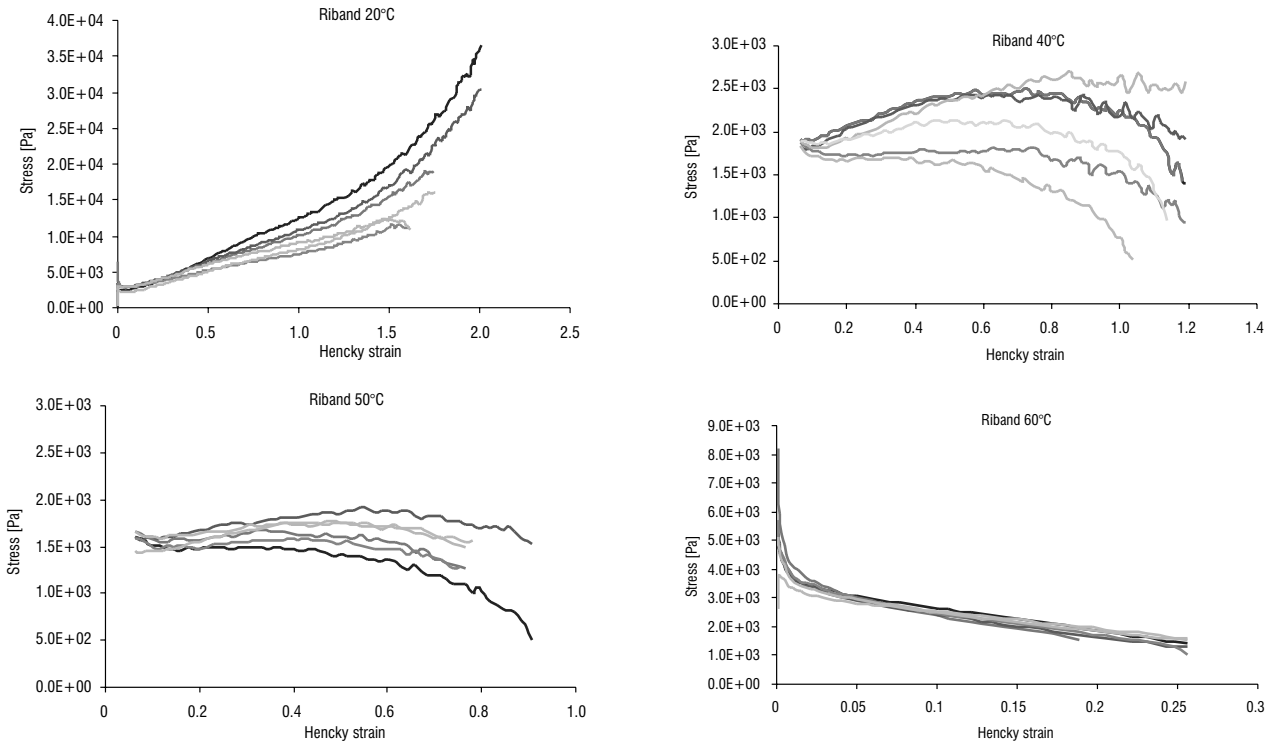 Riband 20°C
Stress [Pa]
4.0E+04
3.5E+04
3.0E+04
2.5E+04
2.0E+04
1.5E+04
1.0E+04
5.0E+03
0.0E+00
0 0.5 1.0 1.5 2.0 2.5
Hencky strain
Riband 40°C
Stress [Pa]
3.0E+03
2.5E+03
2.0E+03
1.5E+03
1.0E+03
5.0E+02
0.0E+00
0 0.2 0.4 0.6 0.8 1.0 1.2 1.4
Hencky strain
Riband 50°C
Stress [Pa]
3.0E+03
2.5E+03
2.0E+03
1.5E+03
1.0E+03
5.0E+02
0.0E+00
0 0.2 0.4 0.6 0.8 1.0
Hencky strain
Riband 60°C
Stress [Pa]
9.0E+03
8.0E+03
7.0E+03
6.0E+03
5.0E+03
4.0E+03
3.0E+03
2.0E+03
1.0E+03
0.0E+00
0 0.05 0.1 0.15 0.2 0.25 0.3
Hencky strain